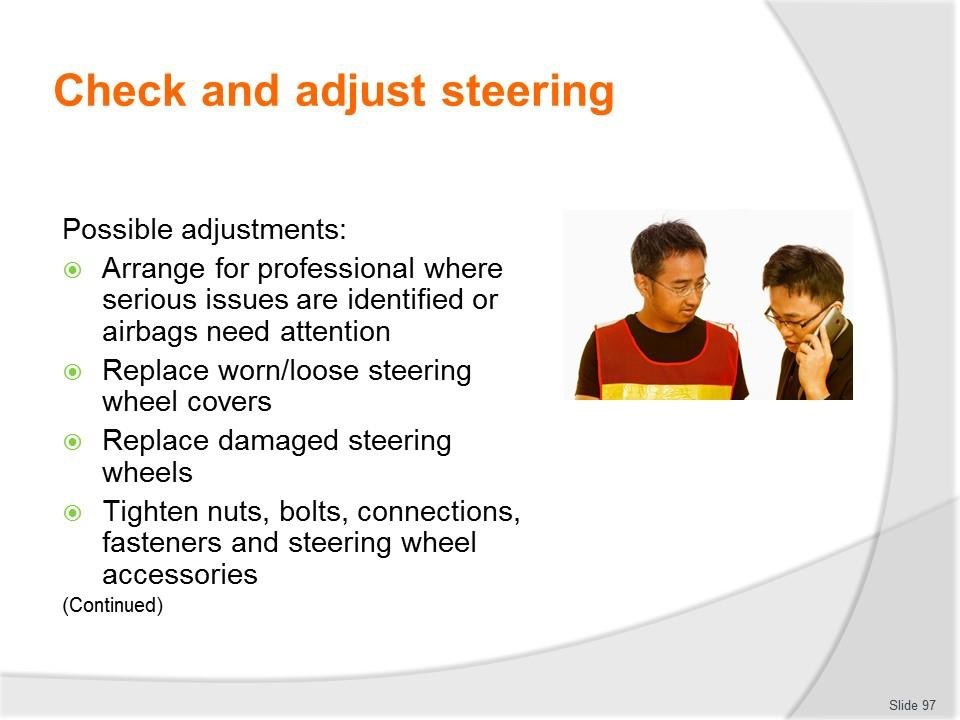 Check and adjust steering
Possible adjustments:
Arrange for professional where
serious issues are identified or
airbags need attention
Replace worn/loose steering
wheel covers
Replace damaged steering
wheels
Tighten nuts, bolts, connections,
fasteners and steering wheel
accessories
(Continued)
Slide 97